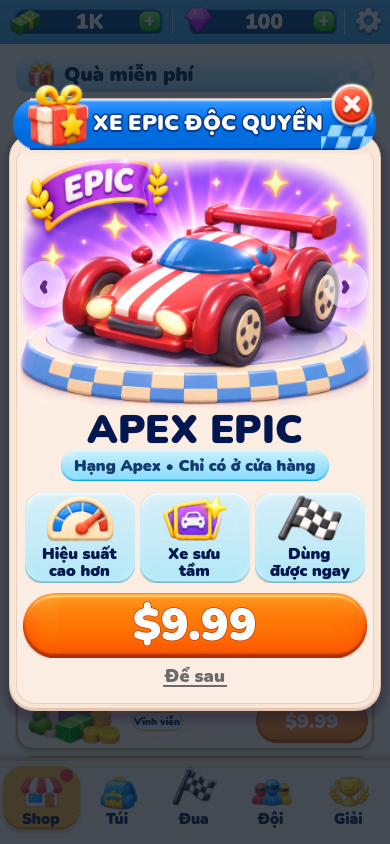 1K
100
Quà miễn phí
XE EPIC ĐỘC QUYỀN
EPIC
APEX EPIC
Hạng Apex • Chỉ có ở cửa hàng
Hiệu suất
cao hơn
Xe sưu
tầm
Dùng
được ngay
$9.99
Để sau
Vĩnh viễn
$9.99
Shop
Túi
Đua
Đội
Giải